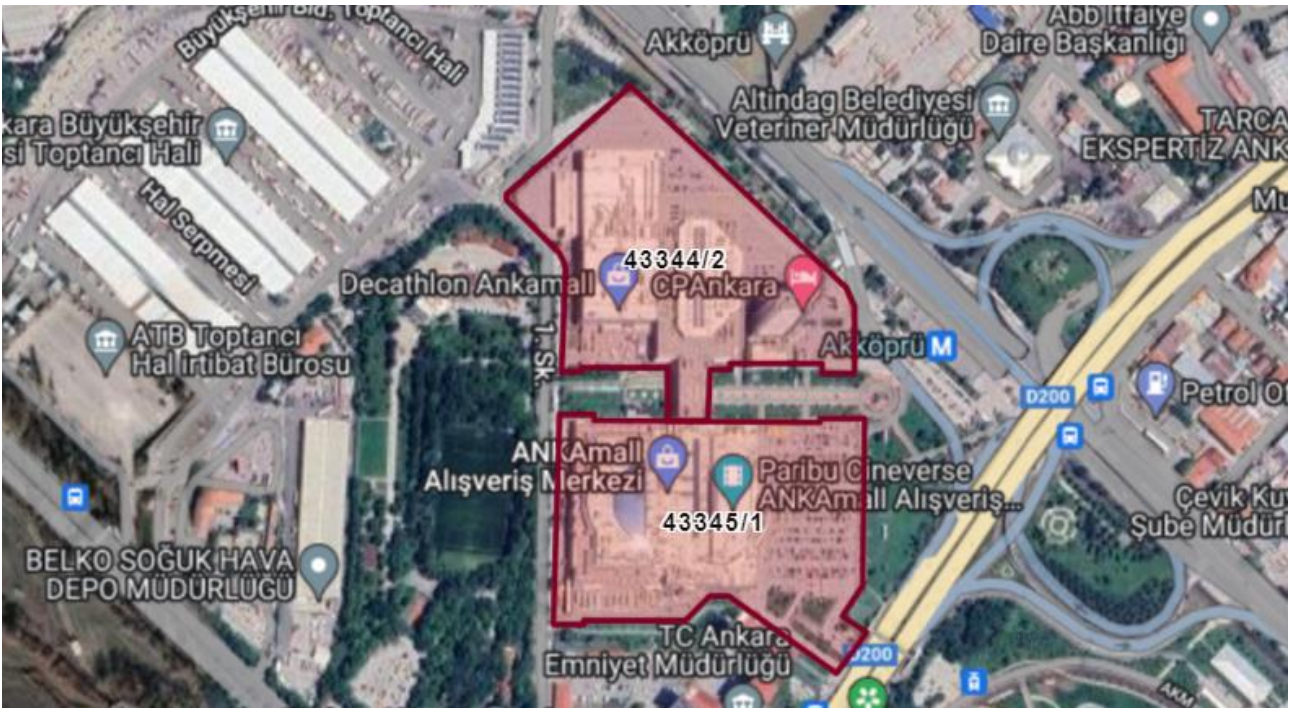 Büyükşehir Bld. Toptancı Hali
Akköprü
Abb İtfaiye
Daire Başkanlığı
kara Büyükşehir
si Toptancı Hali
Altındag Belediyesi
Veteriner Müdürlüğü
TARCA
EKSPERTİZ ANK
Mu
Hal Serpmesi
43344/2
Decathlon Ankamall
CPAnkara
ATB Toptancı
Hal İrtibat Bürosu
1. Sk.
Akköprü M
D200
Petrol Of
ANKAmall
Alışveriş Merkezi
Paribu Cineverse
ANKAmall Alışveriş...
43345/1
Çevik Kuv
Şube Müdürl
BELKO SOĞUK HAVA
DEPO MÜDÜRLÜĞÜ
TC Ankara
Emniyet Müdürlüğü
D200
AKM